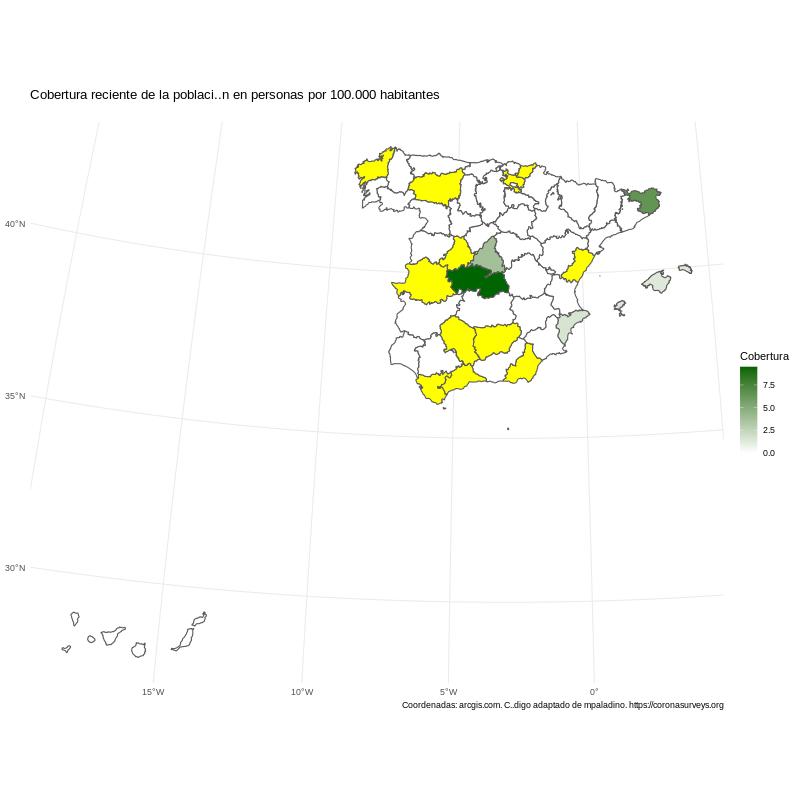 Cobertura reciente de la poblaci..n en personas por 100.000 habitantes
40°N
35°N
30°N
15°W
10°W
5°W
0°
Cobertura
7.5
5.0
2.5
0.0
Coordenadas: arcgis.com. C..digo adaptado de mpaladino. https://coronasurveys.org